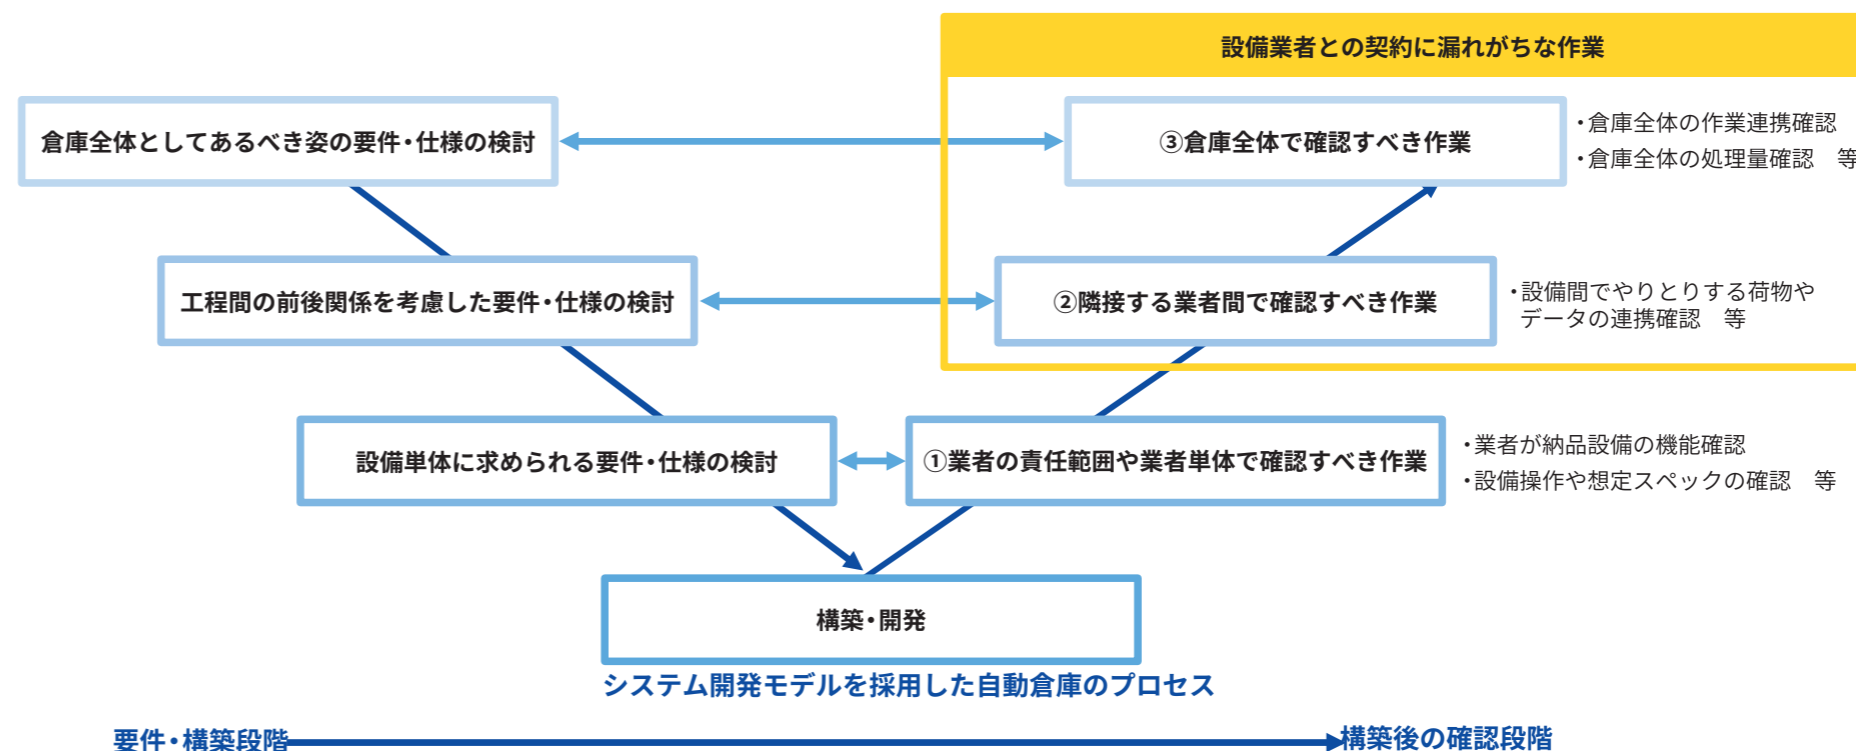 設備業者との契約に漏れがちな作業
倉庫全体としてあるべき姿の要件・仕様の検討
③倉庫全体で確認すべき作業
・倉庫全体の作業連携確認
・倉庫全体の処理量確認　等
工程間の前後関係を考慮した要件・仕様の検討
②隣接する業者間で確認すべき作業
・設備間でやりとりする荷物や
データの連携確認　等
設備単体に求められる要件・仕様の検討
①業者の責任範囲や業者単体で確認すべき作業
・業者が納品設備の機能確認
・設備操作や想定スペックの確認　等
構築・開発
システム開発モデルを採用した自動倉庫のプロセス
要件・構築段階
構築後の確認段階